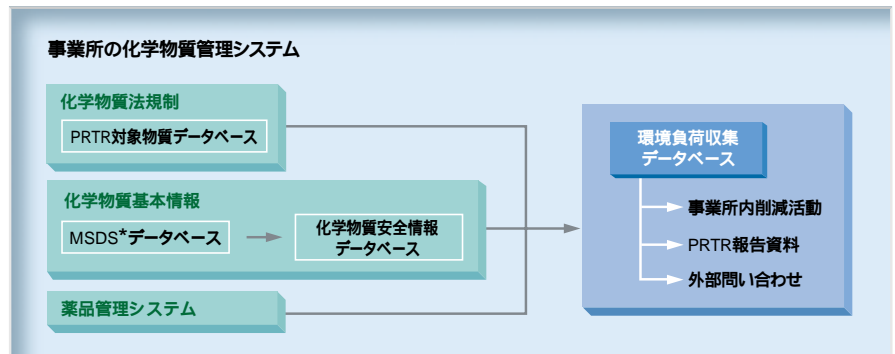 事業所の化学物質管理システム
化学物質法規制
PRTR対象物質データベース
化学物質基本情報
MSDS*データベース
化学物質安全情報
データベース
薬品管理システム
環境負荷収集
データベース
事業所内削減活動
PRTR報告資料
外部問い合わせ